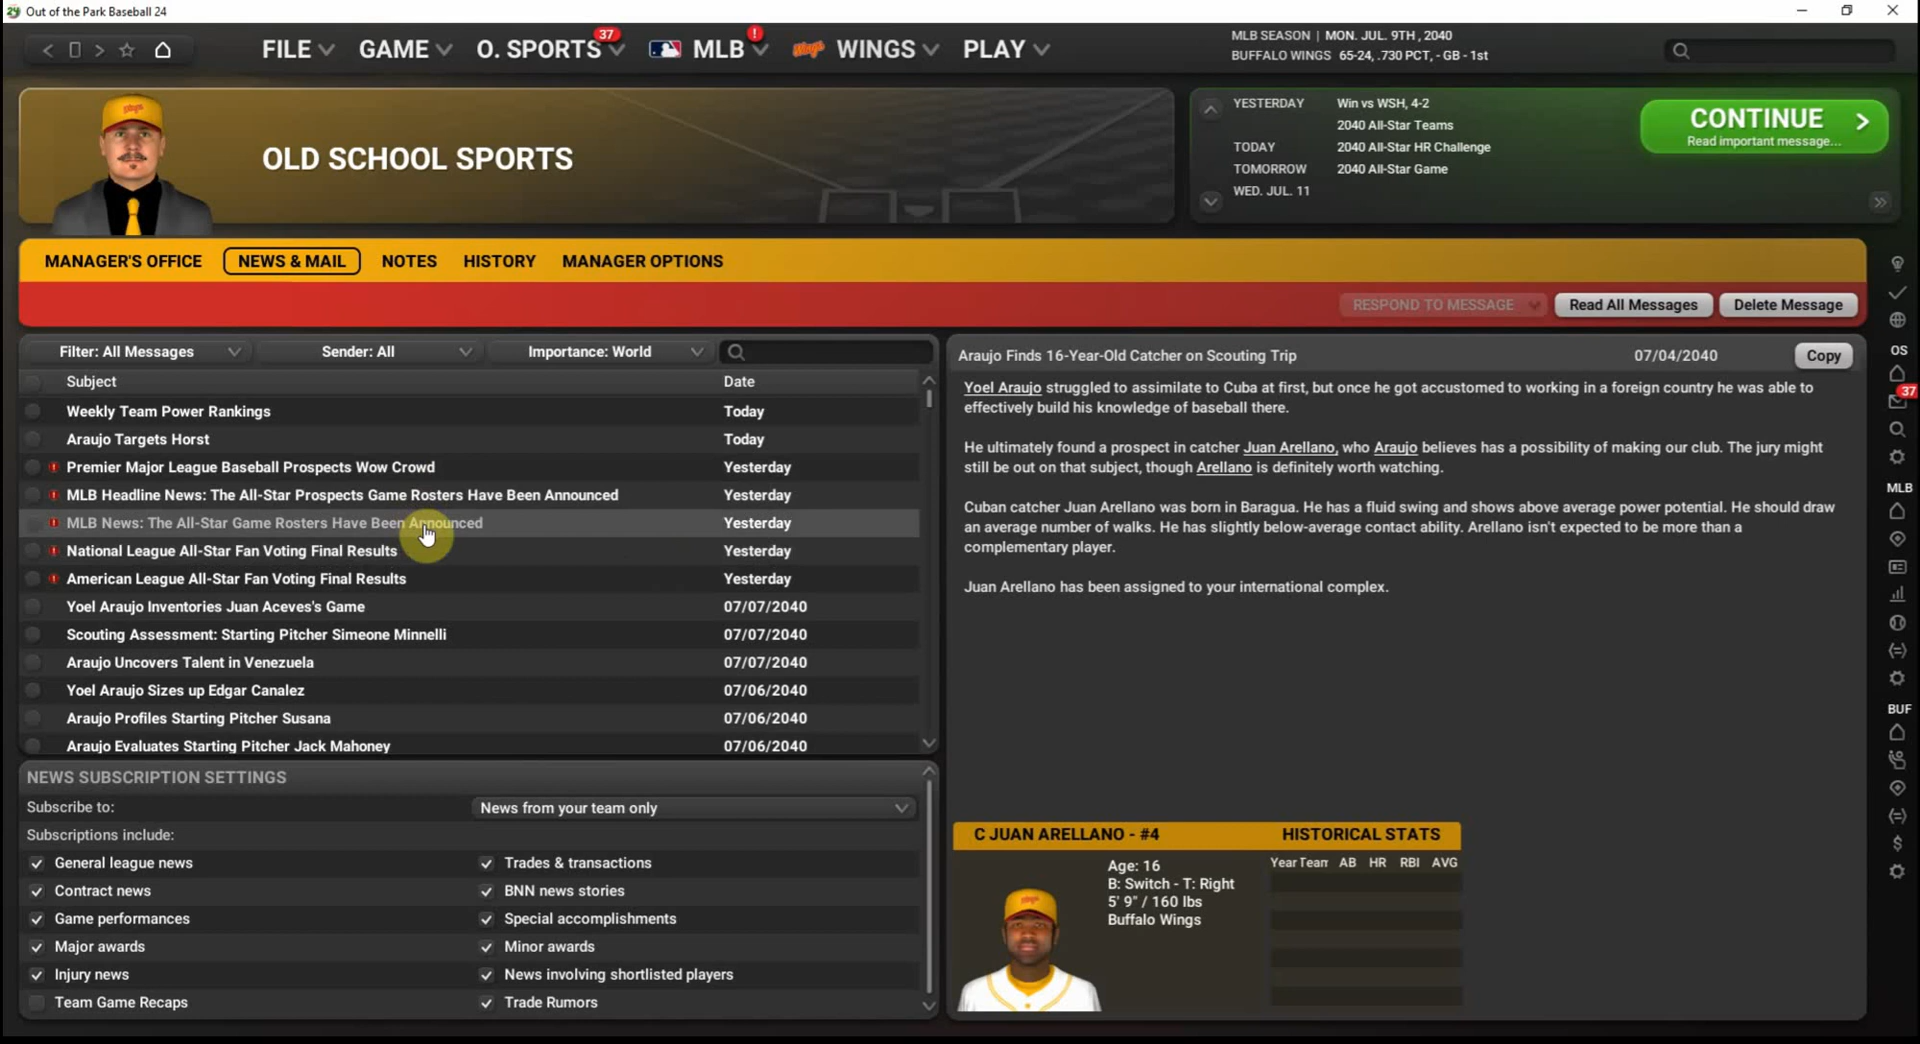 Out of the Park Baseball 24
FILE GAME O. SPORTS 37 MLB ! WINGS PLAY
MLB SEASON | MON. JUL. 9TH , 2040
BUFFALO WINGS 65-24, .730 PCT, - GB - 1st
OLD SCHOOL SPORTS
YESTERDAY Win vs WSH, 4-2
2040 All-Star Teams
TODAY 2040 All-Star HR Challenge
TOMORROW 2040 All-Star Game
WED. JUL. 11
CONTINUE
Read important message...
MANAGER'S OFFICE NEWS & MAIL NOTES HISTORY MANAGER OPTIONS
RESPOND TO MESSAGE Read All Messages Delete Message
Filter: All Messages Sender: All Importance: World
Subject Date
Weekly Team Power Rankings Today
Araujo Targets Horst Today
Premier Major League Baseball Prospects Wow Crowd Yesterday
MLB Headline News: The All-Star Prospects Game Rosters Have Been Announced Yesterday
MLB News: The All-Star Game Rosters Have Been Announced Yesterday
National League All-Star Fan Voting Final Results Yesterday
American League All-Star Fan Voting Final Results Yesterday
Yoel Araujo Inventories Juan Aceves's Game 07/07/2040
Scouting Assessment: Starting Pitcher Simeone Minnelli 07/07/2040
Araujo Uncovers Talent in Venezuela 07/07/2040
Yoel Araujo Sizes up Edgar Canalez 07/06/2040
Araujo Profiles Starting Pitcher Susana 07/06/2040
Araujo Evaluates Starting Pitcher Jack Mahoney 07/06/2040
NEWS SUBSCRIPTION SETTINGS
Subscribe to: News from your team only
Subscriptions include:
General league news Trades & transactions
Contract news BNN news stories
Game performances Special accomplishments
Major awards Minor awards
Injury news News involving shortlisted players
Team Game Recaps Trade Rumors
Araujo Finds 16-Year-Old Catcher on Scouting Trip 07/04/2040 Copy
Yoel Araujo struggled to assimilate to Cuba at first, but once he got accustomed to working in a foreign country he was able to
effectively build his knowledge of baseball there.
He ultimately found a prospect in catcher Juan Arellano, who Araujo believes has a possibility of making our club. The jury might
still be out on that subject, though Arellano is definitely worth watching.
Cuban catcher Juan Arellano was born in Baragua. He has a fluid swing and shows above average power potential. He should draw
an average number of walks. He has slightly below-average contact ability. Arellano isn't expected to be more than a
complementary player.
Juan Arellano has been assigned to your international complex.
C JUAN ARELLANO - #4 HISTORICAL STATS
Age: 16
B: Switch - T: Right
5' 9" / 160 lbs
Buffalo Wings
Year Team AB HR RBI AVG
OS
37
MLB
BUF